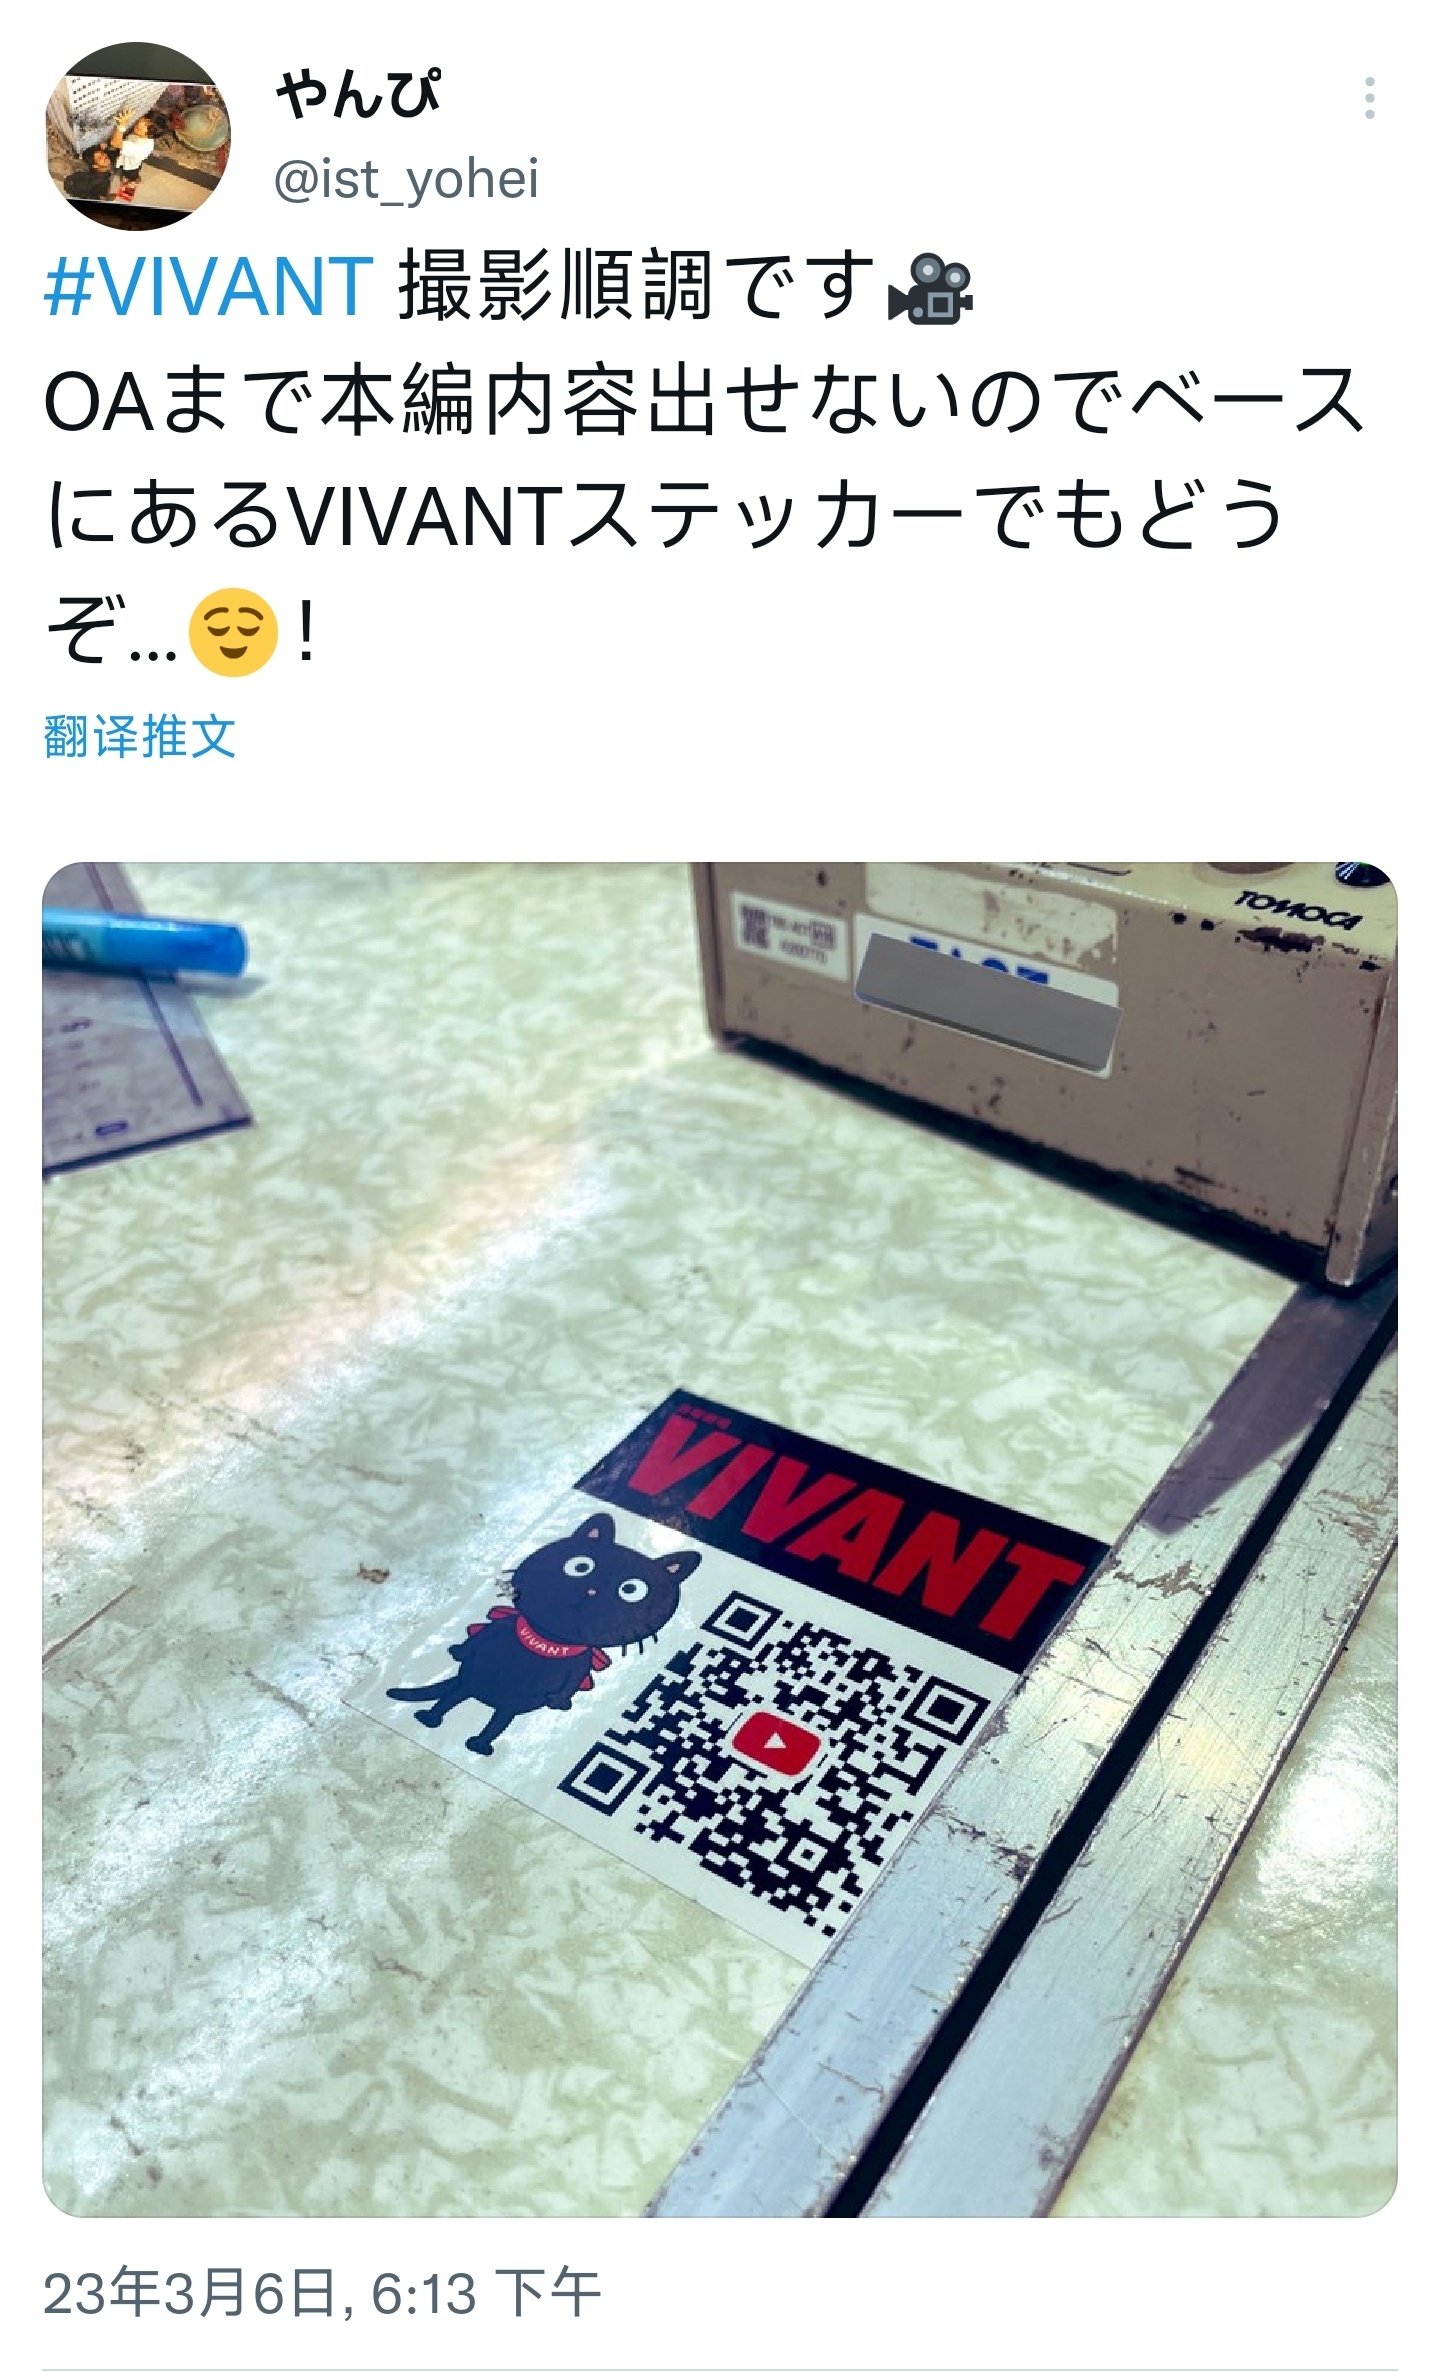 やんぴ
@ist_yohei
#VIVANT 撮影順調です🎥
OAまで本編内容出せないのでベース
にあるVIVANTステッカーでもどう
ぞ...😌!
翻译推文
TOMOCA
VIVANT
VIVANT
23年3月6日, 6:13 下午